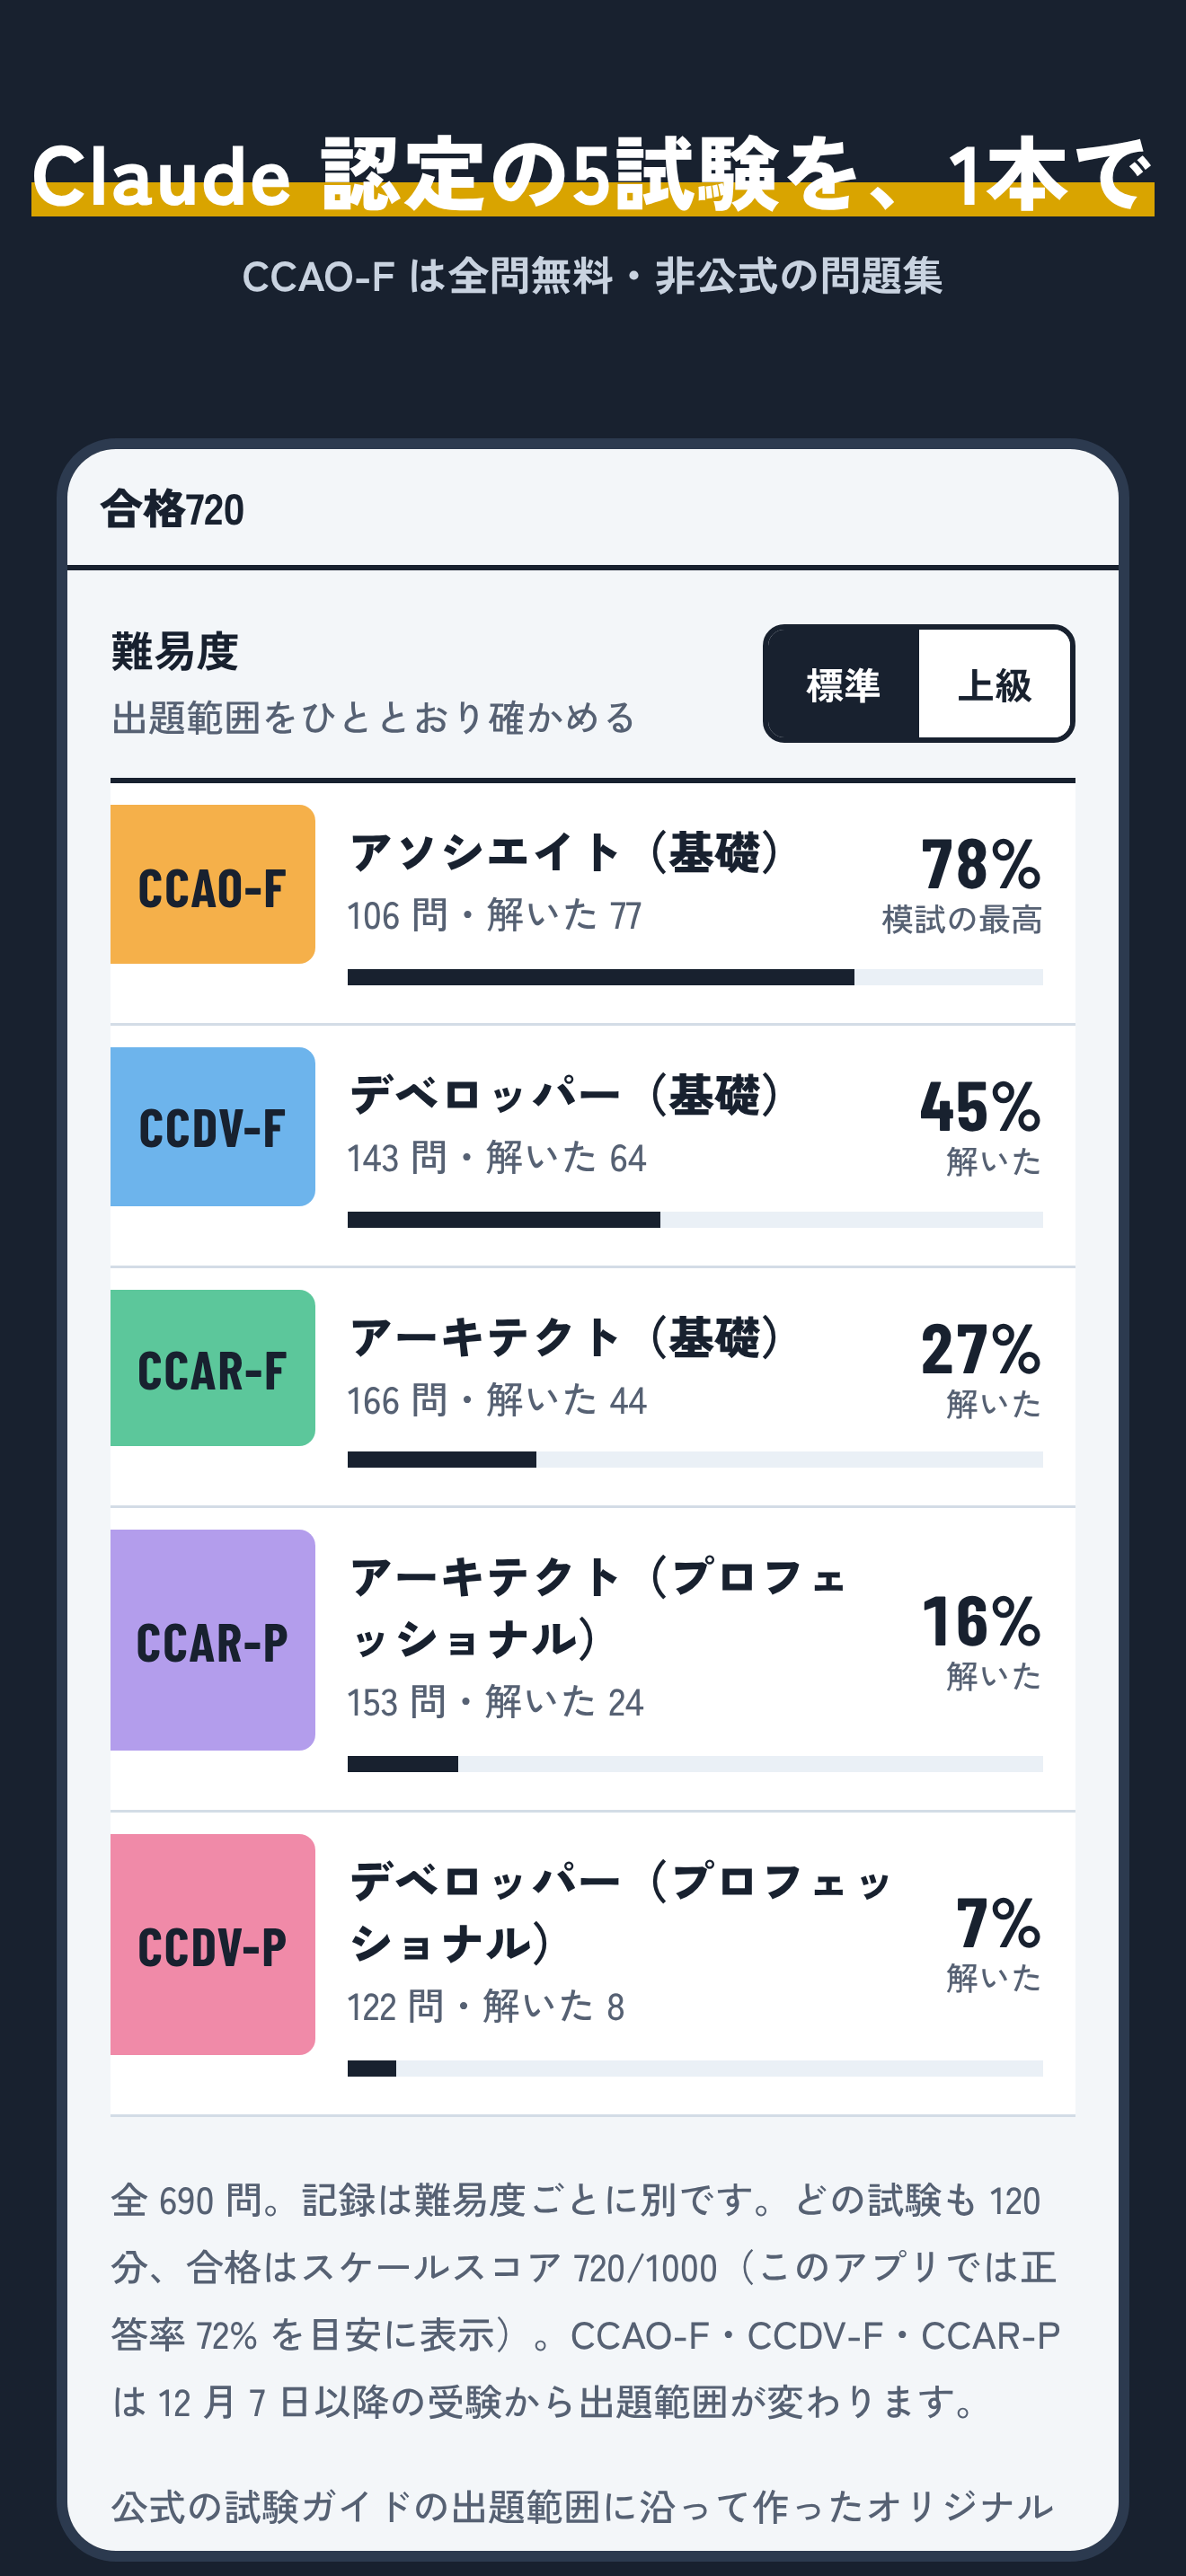 Claude 認定の5試験を、1本で
CCAO-F は全問無料・非公式の問題集
合格720
難易度
出題範囲をひととおり確かめる
標準
上級
CCAO-F
アソシエイト（基礎）
106 問・解いた 77
78%
模試の最高
CCDV-F
デベロッパー（基礎）
143 問・解いた 64
45%
解いた
CCAR-F
アーキテクト（基礎）
166 問・解いた 44
27%
解いた
CCAR-P
アーキテクト（プロフェ
ッショナル）
153 問・解いた 24
16%
解いた
CCDV-P
デベロッパー（プロフェッ
ショナル）
122 問・解いた 8
7%
解いた
全 690 問。記録は難易度ごとに別です。どの試験も 120
分、合格はスケールスコア 720/1000（このアプリでは正
答率 72% を目安に表示）。CCAO-F・CCDV-F・CCAR-P
は 12 月 7 日以降の受験から出題範囲が変わります。
公式の試験ガイドの出題範囲に沿って作ったオリジナル